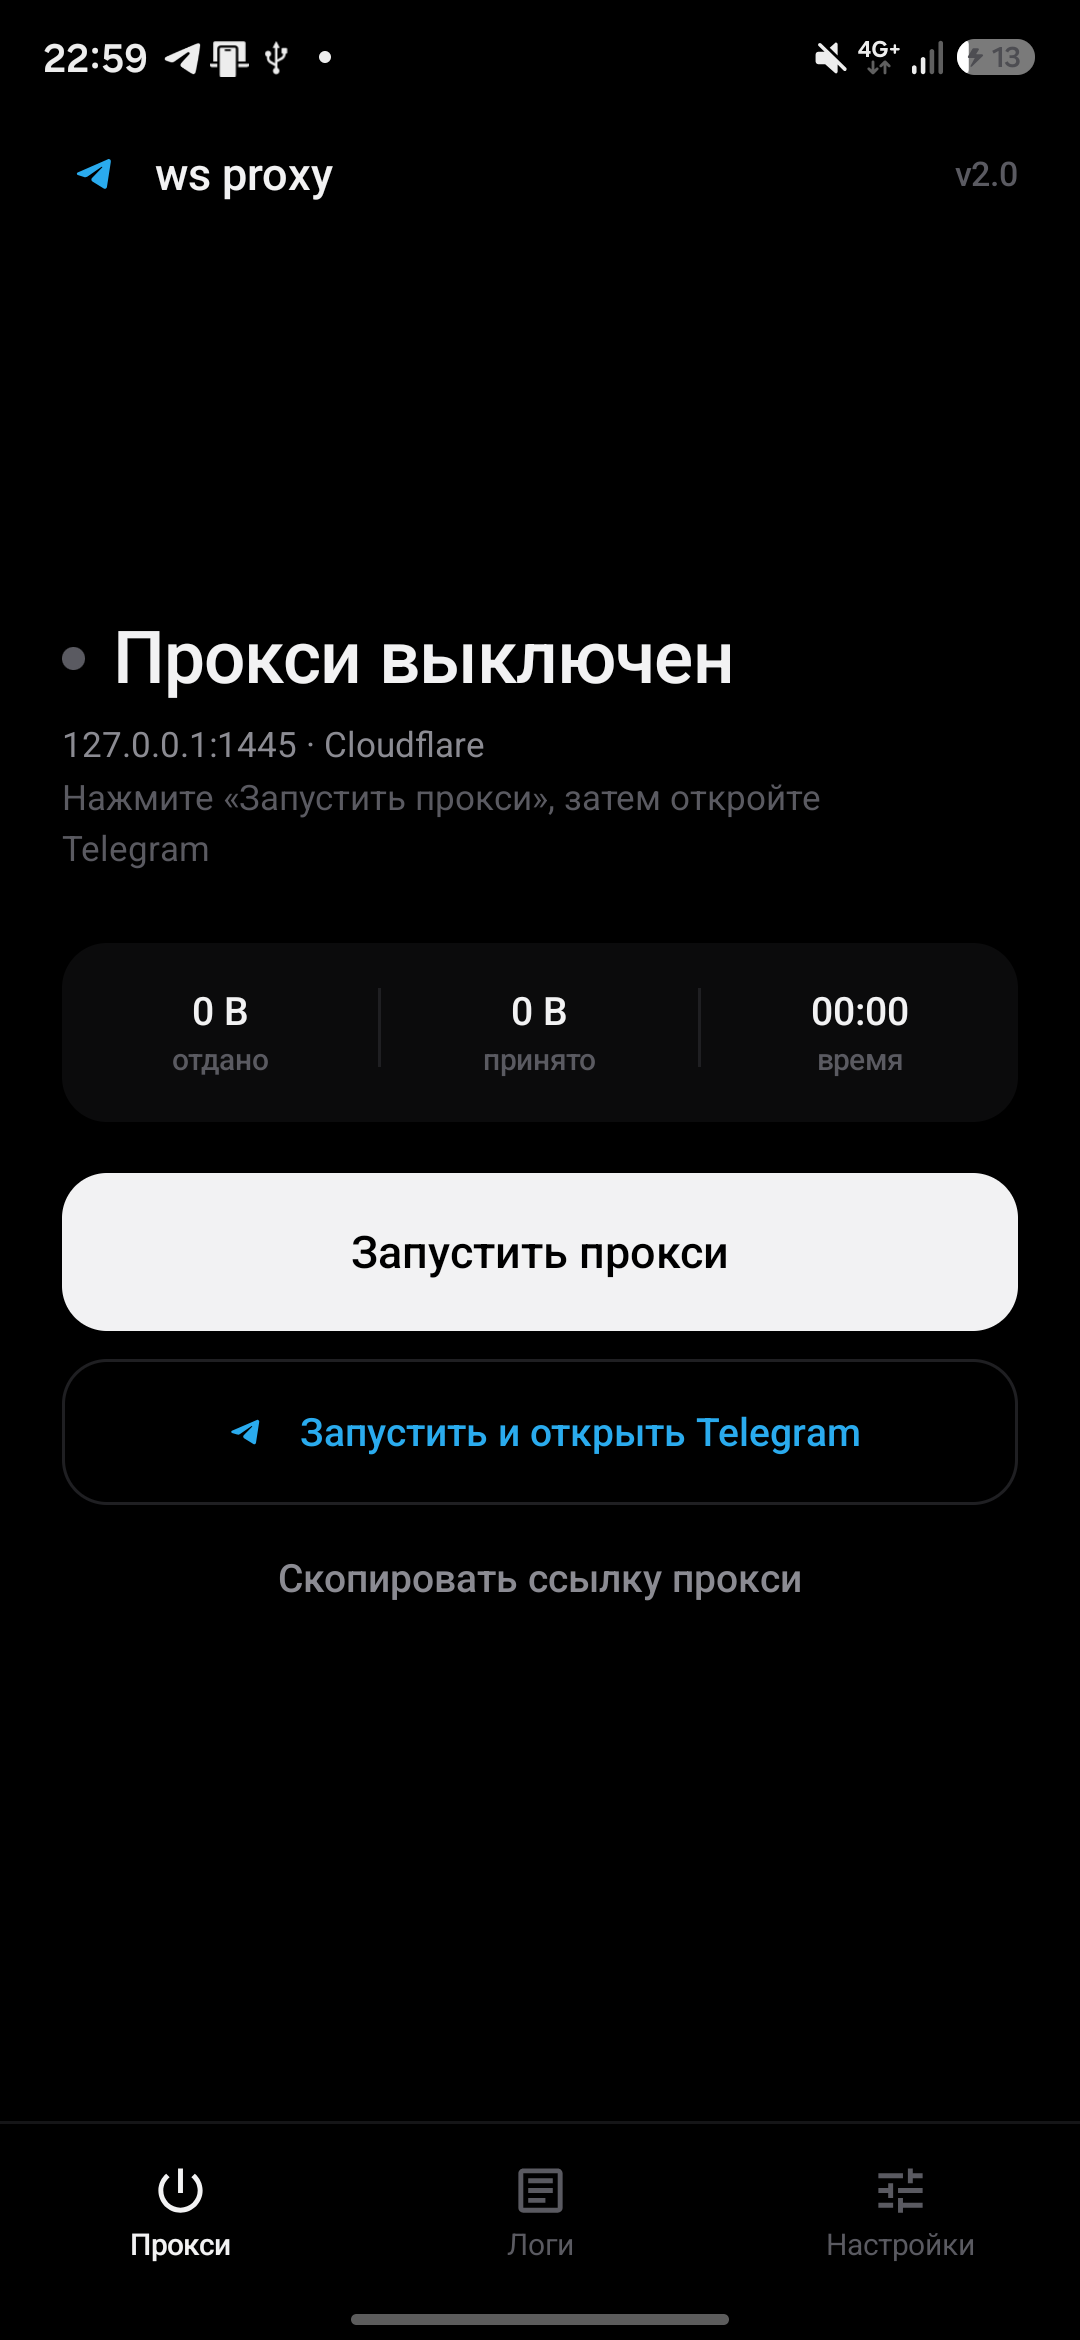 22:59
4G+
13
ws proxy
v2.0
Прокси выключен
127.0.0.1:1445 · Cloudflare
Нажмите «Запустить прокси», затем откройте
Telegram
0 B
0 B
00:00
отдано
принято
время
Запустить прокси
Запустить и открыть Telegram
Скопировать ссылку прокси
Прокси
Логи
Настройки